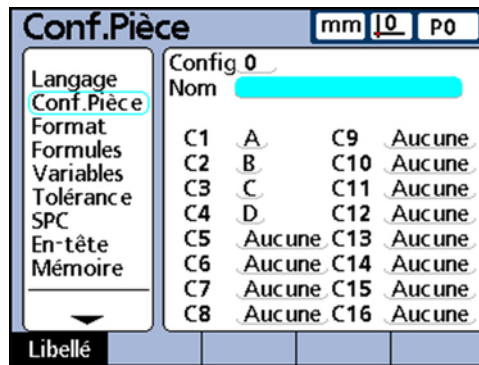 Conf.Pièce
mm
0
P0
Langage
Conf.Pièce
Format
Formules
Variables
Tolérance
SPC
En-tête
Mémoire
Config 0
Nom
C1 A C9 Aucune
C2 B C10 Aucune
C3 C C11 Aucune
C4 D C12 Aucune
C5 Aucune C13 Aucune
C6 Aucune C14 Aucune
C7 Aucune C15 Aucune
C8 Aucune C16 Aucune
Libellé